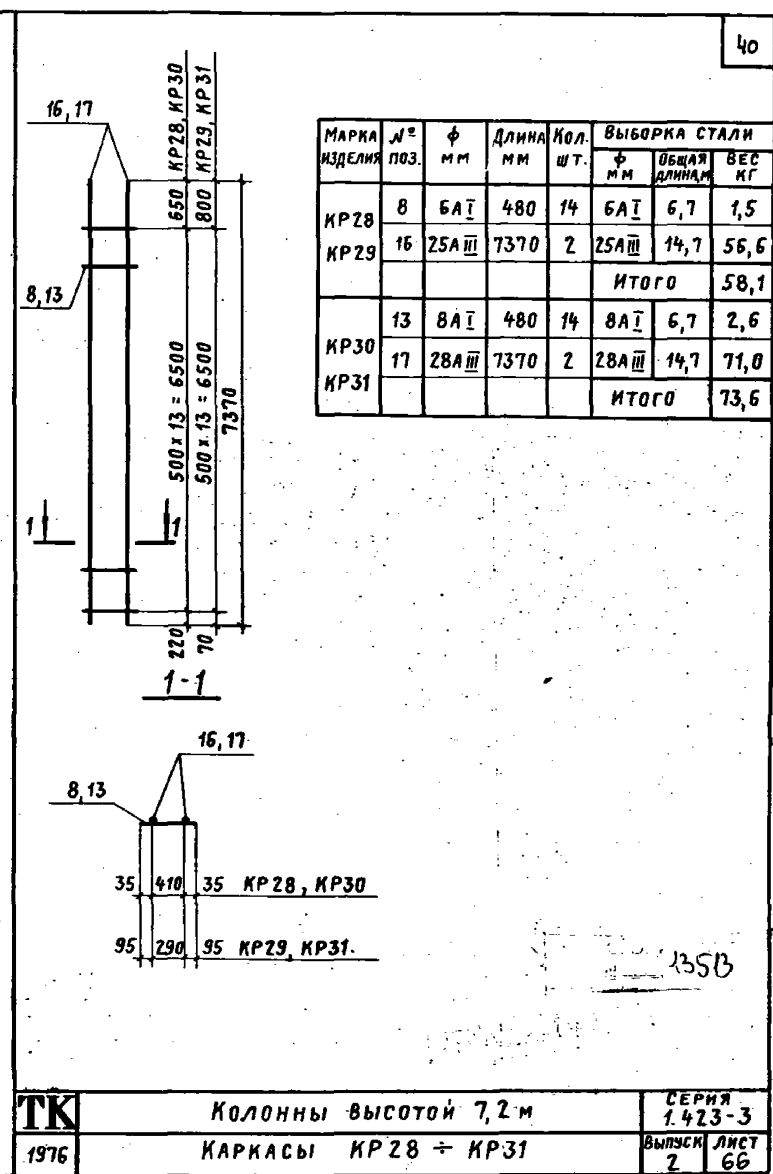 40
16,17
650 КР28, КР30
800 КР29, КР31
8,13
500х13 = 6500
500х13 = 6500
7370
1 1
220
70
МАРКА ИЗДЕЛИЯ № ПОЗ. ф ММ ДЛИНА ММ КОЛ. ШТ. ВЫБОРКА СТАЛИ
ф ММ ОБЩАЯ ДЛИНА,М ВЕС КГ
КР28 КР29 8 6АI 480 14 6АI 6,7 1,5
16 25АIII 7370 2 25АIII 14,7 56,6
ИТОГО 58,1
КР30 КР31 13 8АI 480 14 8АI 6,7 2,6
17 28АIII 7370 2 28АIII 14,7 71,0
ИТОГО 73,6
1-1
16,17
8,13
35 410 35 КР28, КР30
95 290 95 КР29, КР31.
13513
ТК КОЛОННЫ ВЫСОТОЙ 7,2 м СЕРИЯ 1.423-3
1976 КАРКАСЫ КР28 ÷ КР31 ВЫПУСК 2 ЛИСТ 66